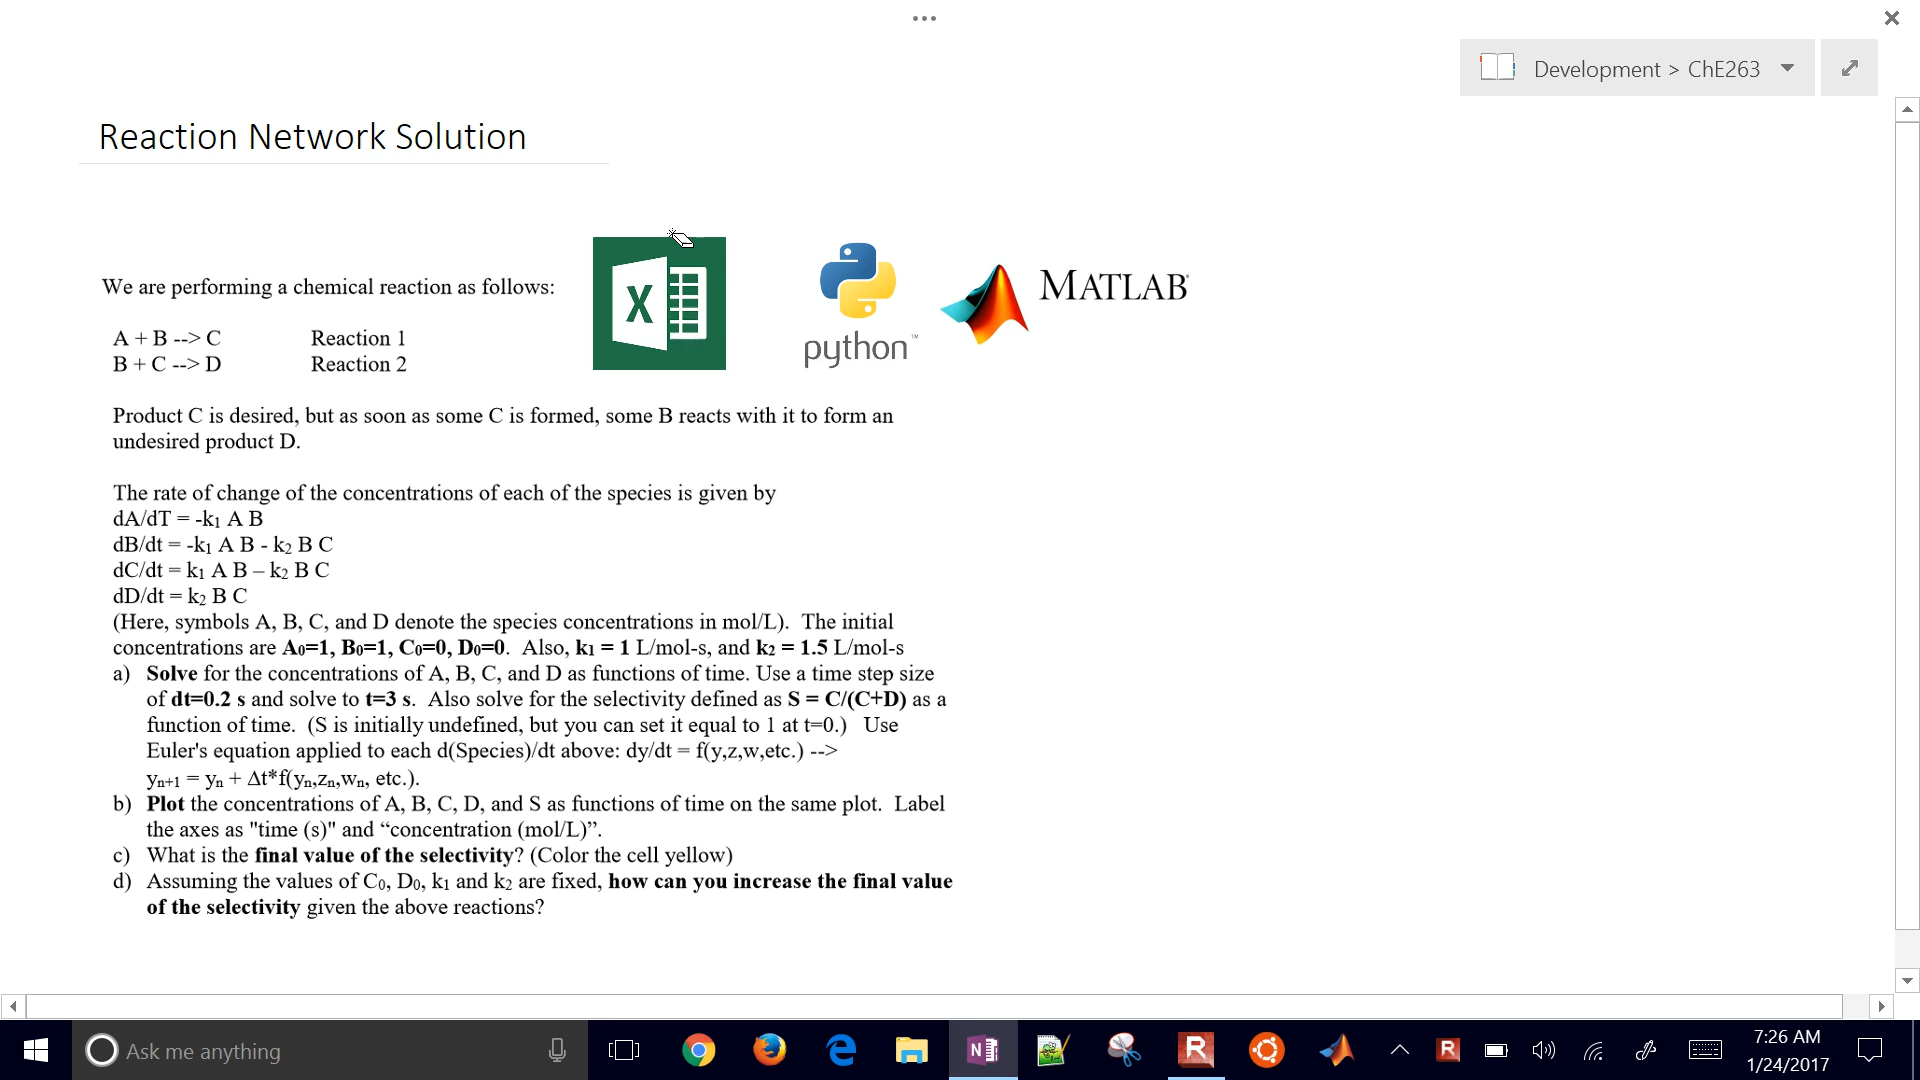 Development > ChE263
Reaction Network Solution
We are performing a chemical reaction as follows:
A + B --> C Reaction 1
B + C --> D Reaction 2
X
python™
MATLAB
Product C is desired, but as soon as some C is formed, some B reacts with it to form an
undesired product D.
The rate of change of the concentrations of each of the species is given by
dA/dT = -k₁ A B
dB/dt = -k₁ A B - k₂ B C
dC/dt = k₁ A B – k₂ B C
dD/dt = k₂ B C
(Here, symbols A, B, C, and D denote the species concentrations in mol/L). The initial
concentrations are A₀=1, B₀=1, C₀=0, D₀=0. Also, k₁ = 1 L/mol-s, and k₂ = 1.5 L/mol-s
a) Solve for the concentrations of A, B, C, and D as functions of time. Use a time step size
of dt=0.2 s and solve to t=3 s. Also solve for the selectivity defined as S = C/(C+D) as a
function of time. (S is initially undefined, but you can set it equal to 1 at t=0.) Use
Euler's equation applied to each d(Species)/dt above: dy/dt = f(y,z,w,etc.) -->
yₙ₊₁ = yₙ + Δt*f(yₙ,zₙ,wₙ, etc.).
b) Plot the concentrations of A, B, C, D, and S as functions of time on the same plot. Label
the axes as "time (s)" and “concentration (mol/L)”.
c) What is the final value of the selectivity? (Color the cell yellow)
d) Assuming the values of C₀, D₀, k₁ and k₂ are fixed, how can you increase the final value
of the selectivity given the above reactions?
Ask me anything
N
R
R
7:26 AM
1/24/2017